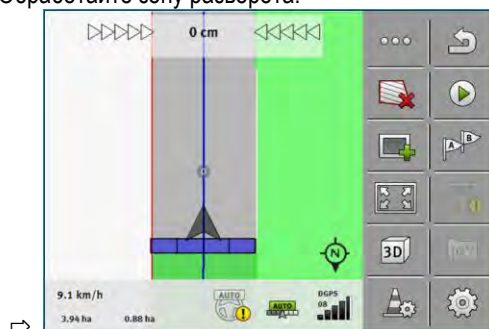 Обработайте зону разворота.
0 cm
A B
N
3D
9.1 km/h
3.94 ha 0.88 ha
AUTO
AUTO
DGPS
08